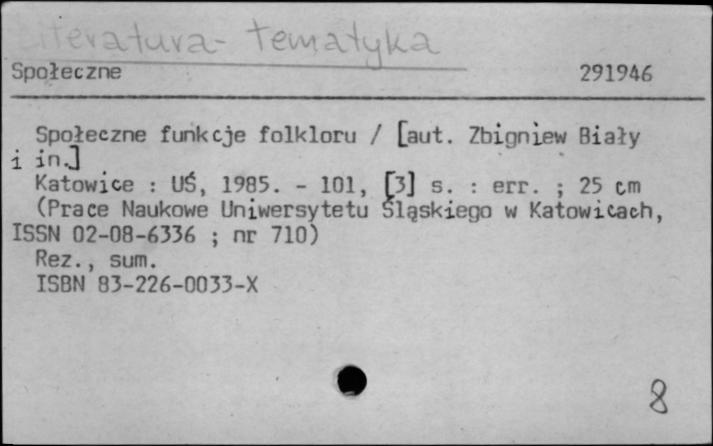 Literatura - tematyka
Społeczne 291946
Społeczne funkcje folkloru / [aut. Zbigniew Biały
i in.]
Katowice : UŚ, 1985. - 101, [3] s. : err. ; 25 cm
(Prace Naukowe Uniwersytetu Śląskiego w Katowicach,
ISSN 02-08-6336 ; nr 710)
Rez., sum.
ISBN 83-226-0033-X
8